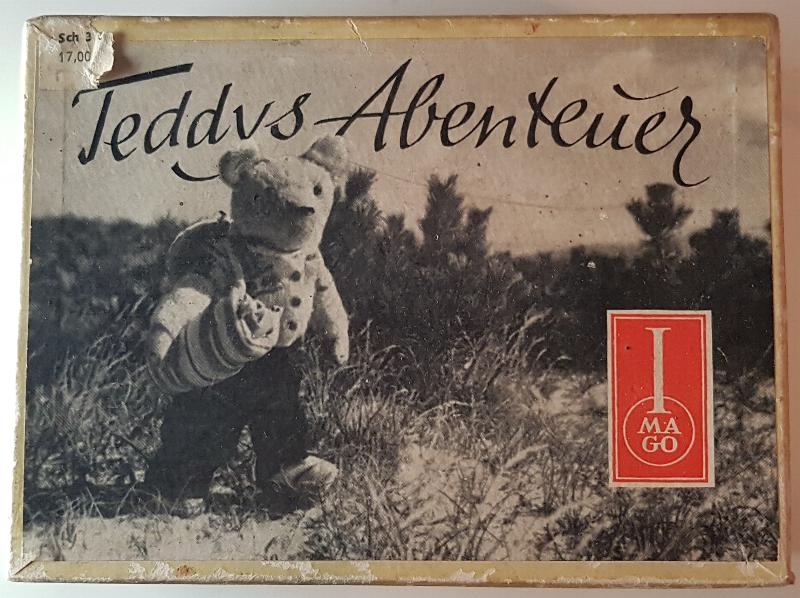 Sch 3
17,00
Teddys Abenteuer
I
MA
GO